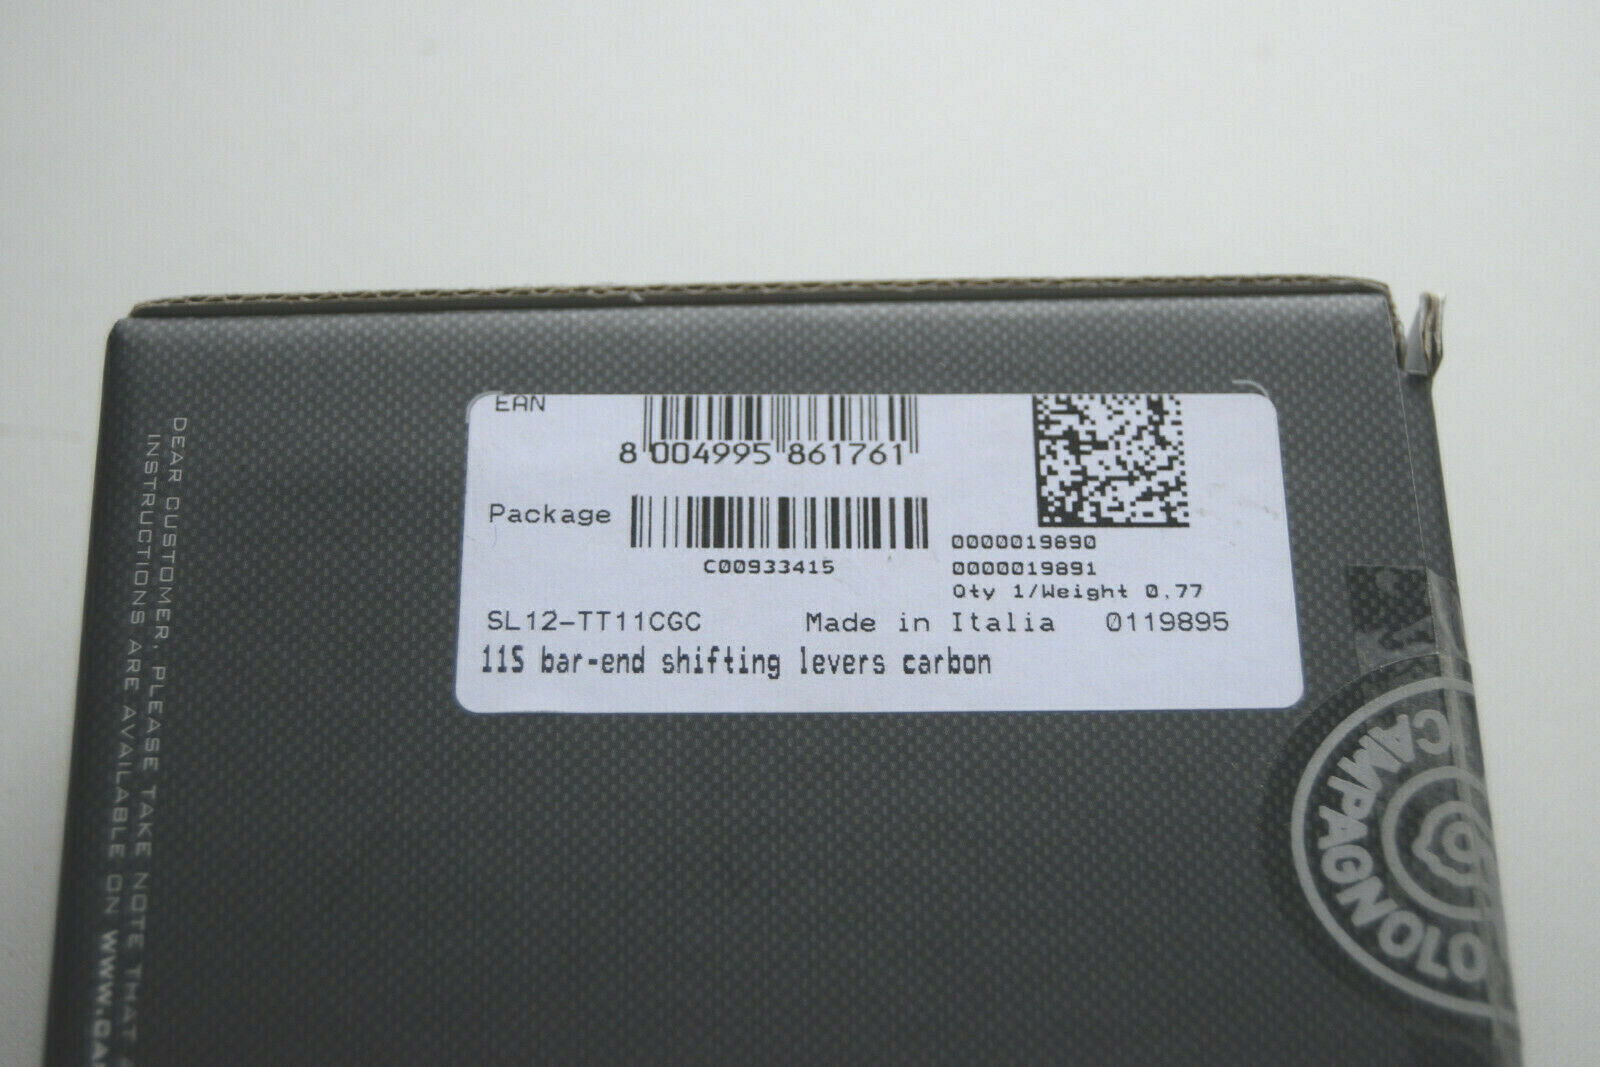 EAN
8 004995 861761
Package
C00933415
0000019890
0000019891
Qty 1/Weight 0.77
SL12-TT11CGC Made in Italia 0119895
11S bar-end shifting levers carbon
DEAR CUSTOMER, PLEASE TAKE NOTE THAT
INSTRUCTIONS ARE AVAILABLE ON WWW.CA
CAMPAGNOLO